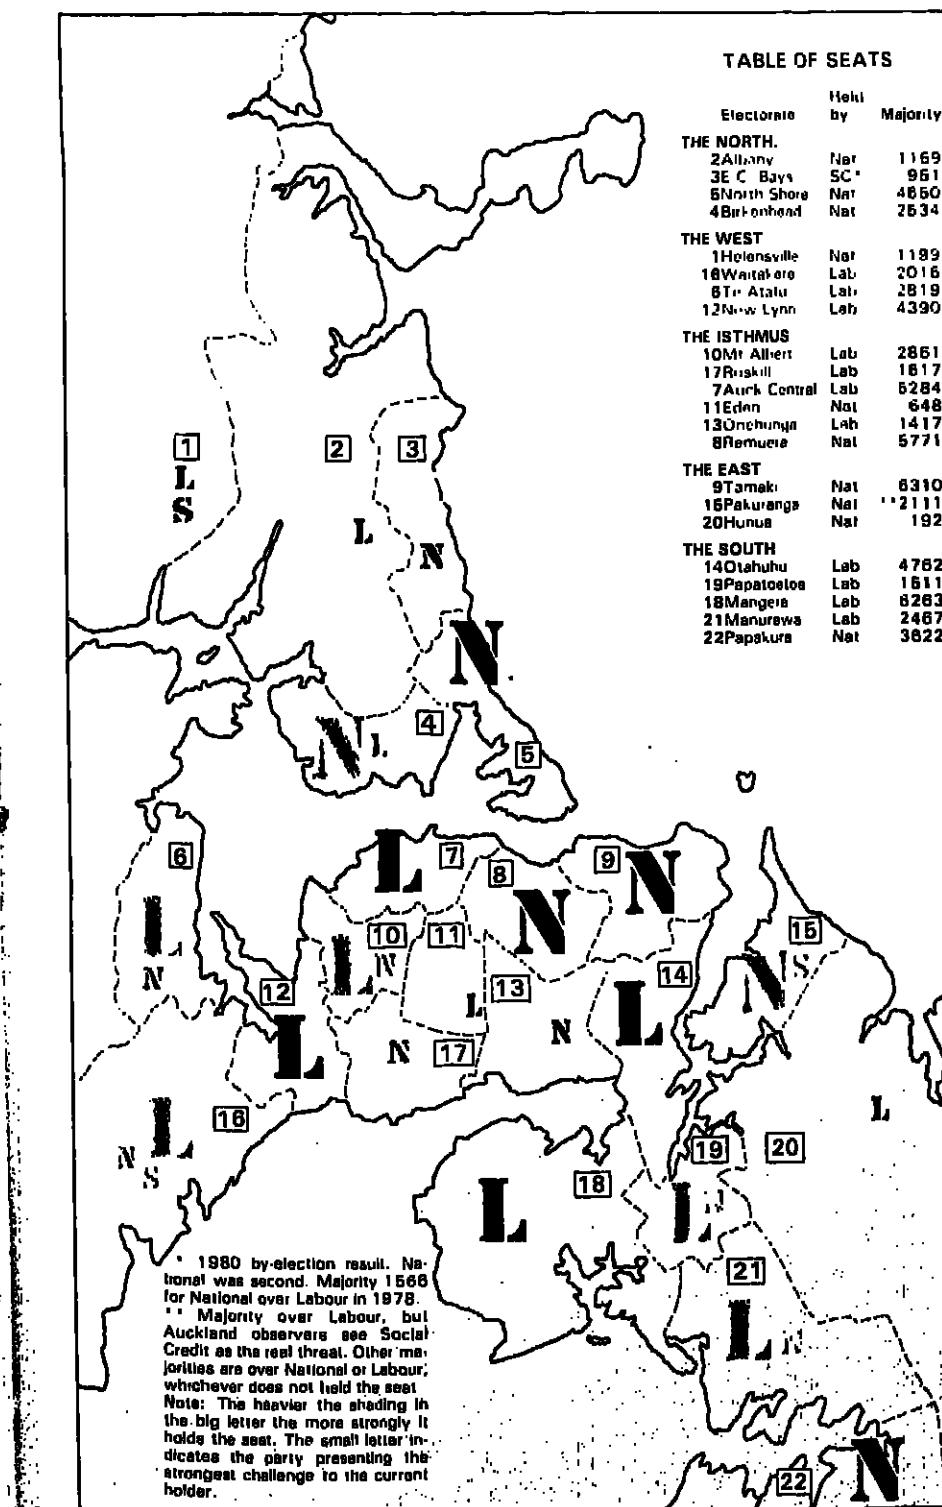 TABLE OF SEATS
Held
Electorate by Majority
THE NORTH.
2Albany Nat 1169
3E C Bays SC* 961
5North Shore Nat 4650
4Birkenhead Nat 2534
THE WEST
1Helensville Nat 1199
16Waitakere Lab 2016
6Te Atatu Lab 2819
12New Lynn Lab 4390
THE ISTHMUS
10Mt Albert Lab 2861
17Roskill Lab 1617
7Auck Central Lab 5284
11Eden Nat 648
13Onehunga Lab 1417
8Remuera Nat 5771
THE EAST
9Tamaki Nat 6310
15Pakuranga Nat **2111
20Hunua Nat 192
THE SOUTH
14Otahuhu Lab 4762
19Papatoetoe Lab 1611
18Mangere Lab 6263
21Manurewa Lab 2467
22Papakura Nat 3622
1
L
S
2
L
3
N
N
4
N L
5
6
L
N
7
L
8
N
9
N
10
L N
11
L
12
L
13
N
14
L
15
N S
16
L
N
S
17
N
18
L
19
L N
20
L
21
L N
22
N
* 1980 by-election result. Na-
tional was second. Majority 1566
for National over Labour in 1978.
** Majority over Labour, but
Auckland observers see Social
Credit as the real threat. Other ma-
jorities are over National or Labour,
whichever does not hold the seat
Note: The heavier the shading in
the big letter the more strongly it
holds the seat. The small letter in-
dicates the party presenting the
strongest challenge to the current
holder.